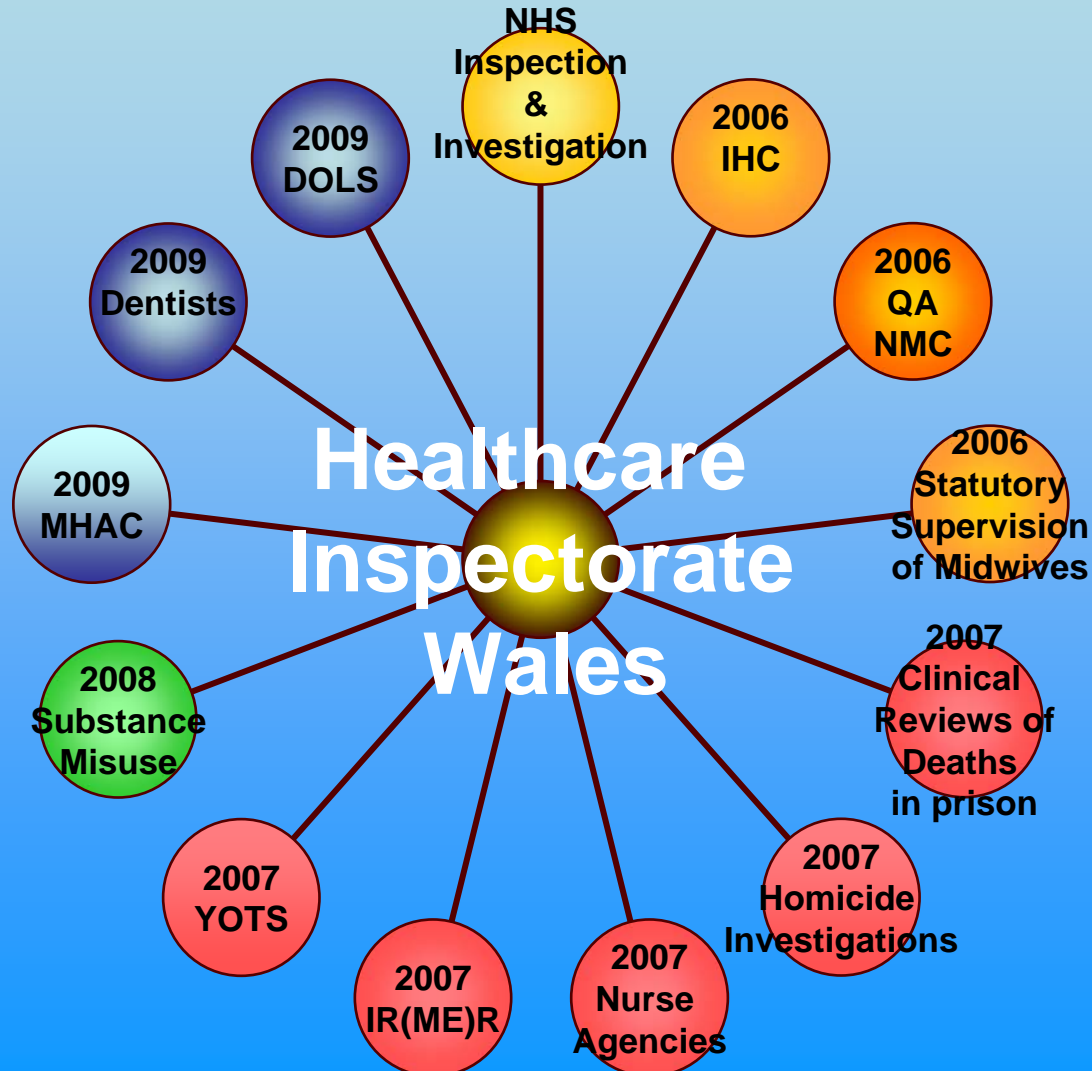 NHS
Inspection
&
Investigation
2006
IHC
2006
QA
NMC
2006
Statutory
Supervision
of Midwives
2007
Clinical
Reviews of
Deaths
in prison
2007
Homicide
Investigations
2007
Nurse
Agencies
2007
IR(ME)R
2007
YOTS
2008
Substance
Misuse
2009
MHAC
2009
Dentists
2009
DOLS
Healthcare
Inspectorate
Wales